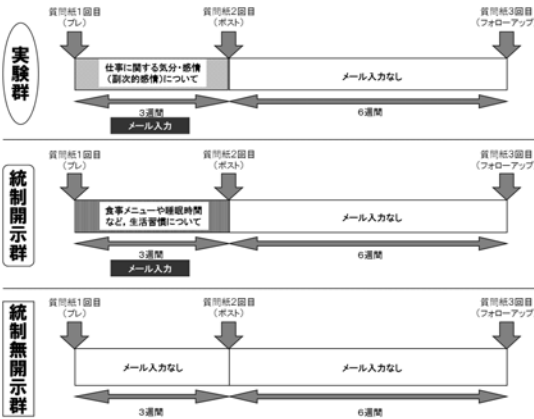 実験群
質問紙1回目
(プレ)
質問紙2回目
(ポスト)
質問紙3回目
(フォローアップ)
仕事に関する気分・感情
(副次的感情)について
メール入力なし
3週間
6週間
メール入力
統制開示群
質問紙1回目
(プレ)
質問紙2回目
(ポスト)
質問紙3回目
(フォローアップ)
食事メニューや睡眠時間
など,生活習慣について
メール入力なし
3週間
6週間
メール入力
統制無開示群
質問紙1回目
(プレ)
質問紙2回目
(ポスト)
質問紙3回目
(フォローアップ
メール入力なし
メール入力なし
3週間
6週間